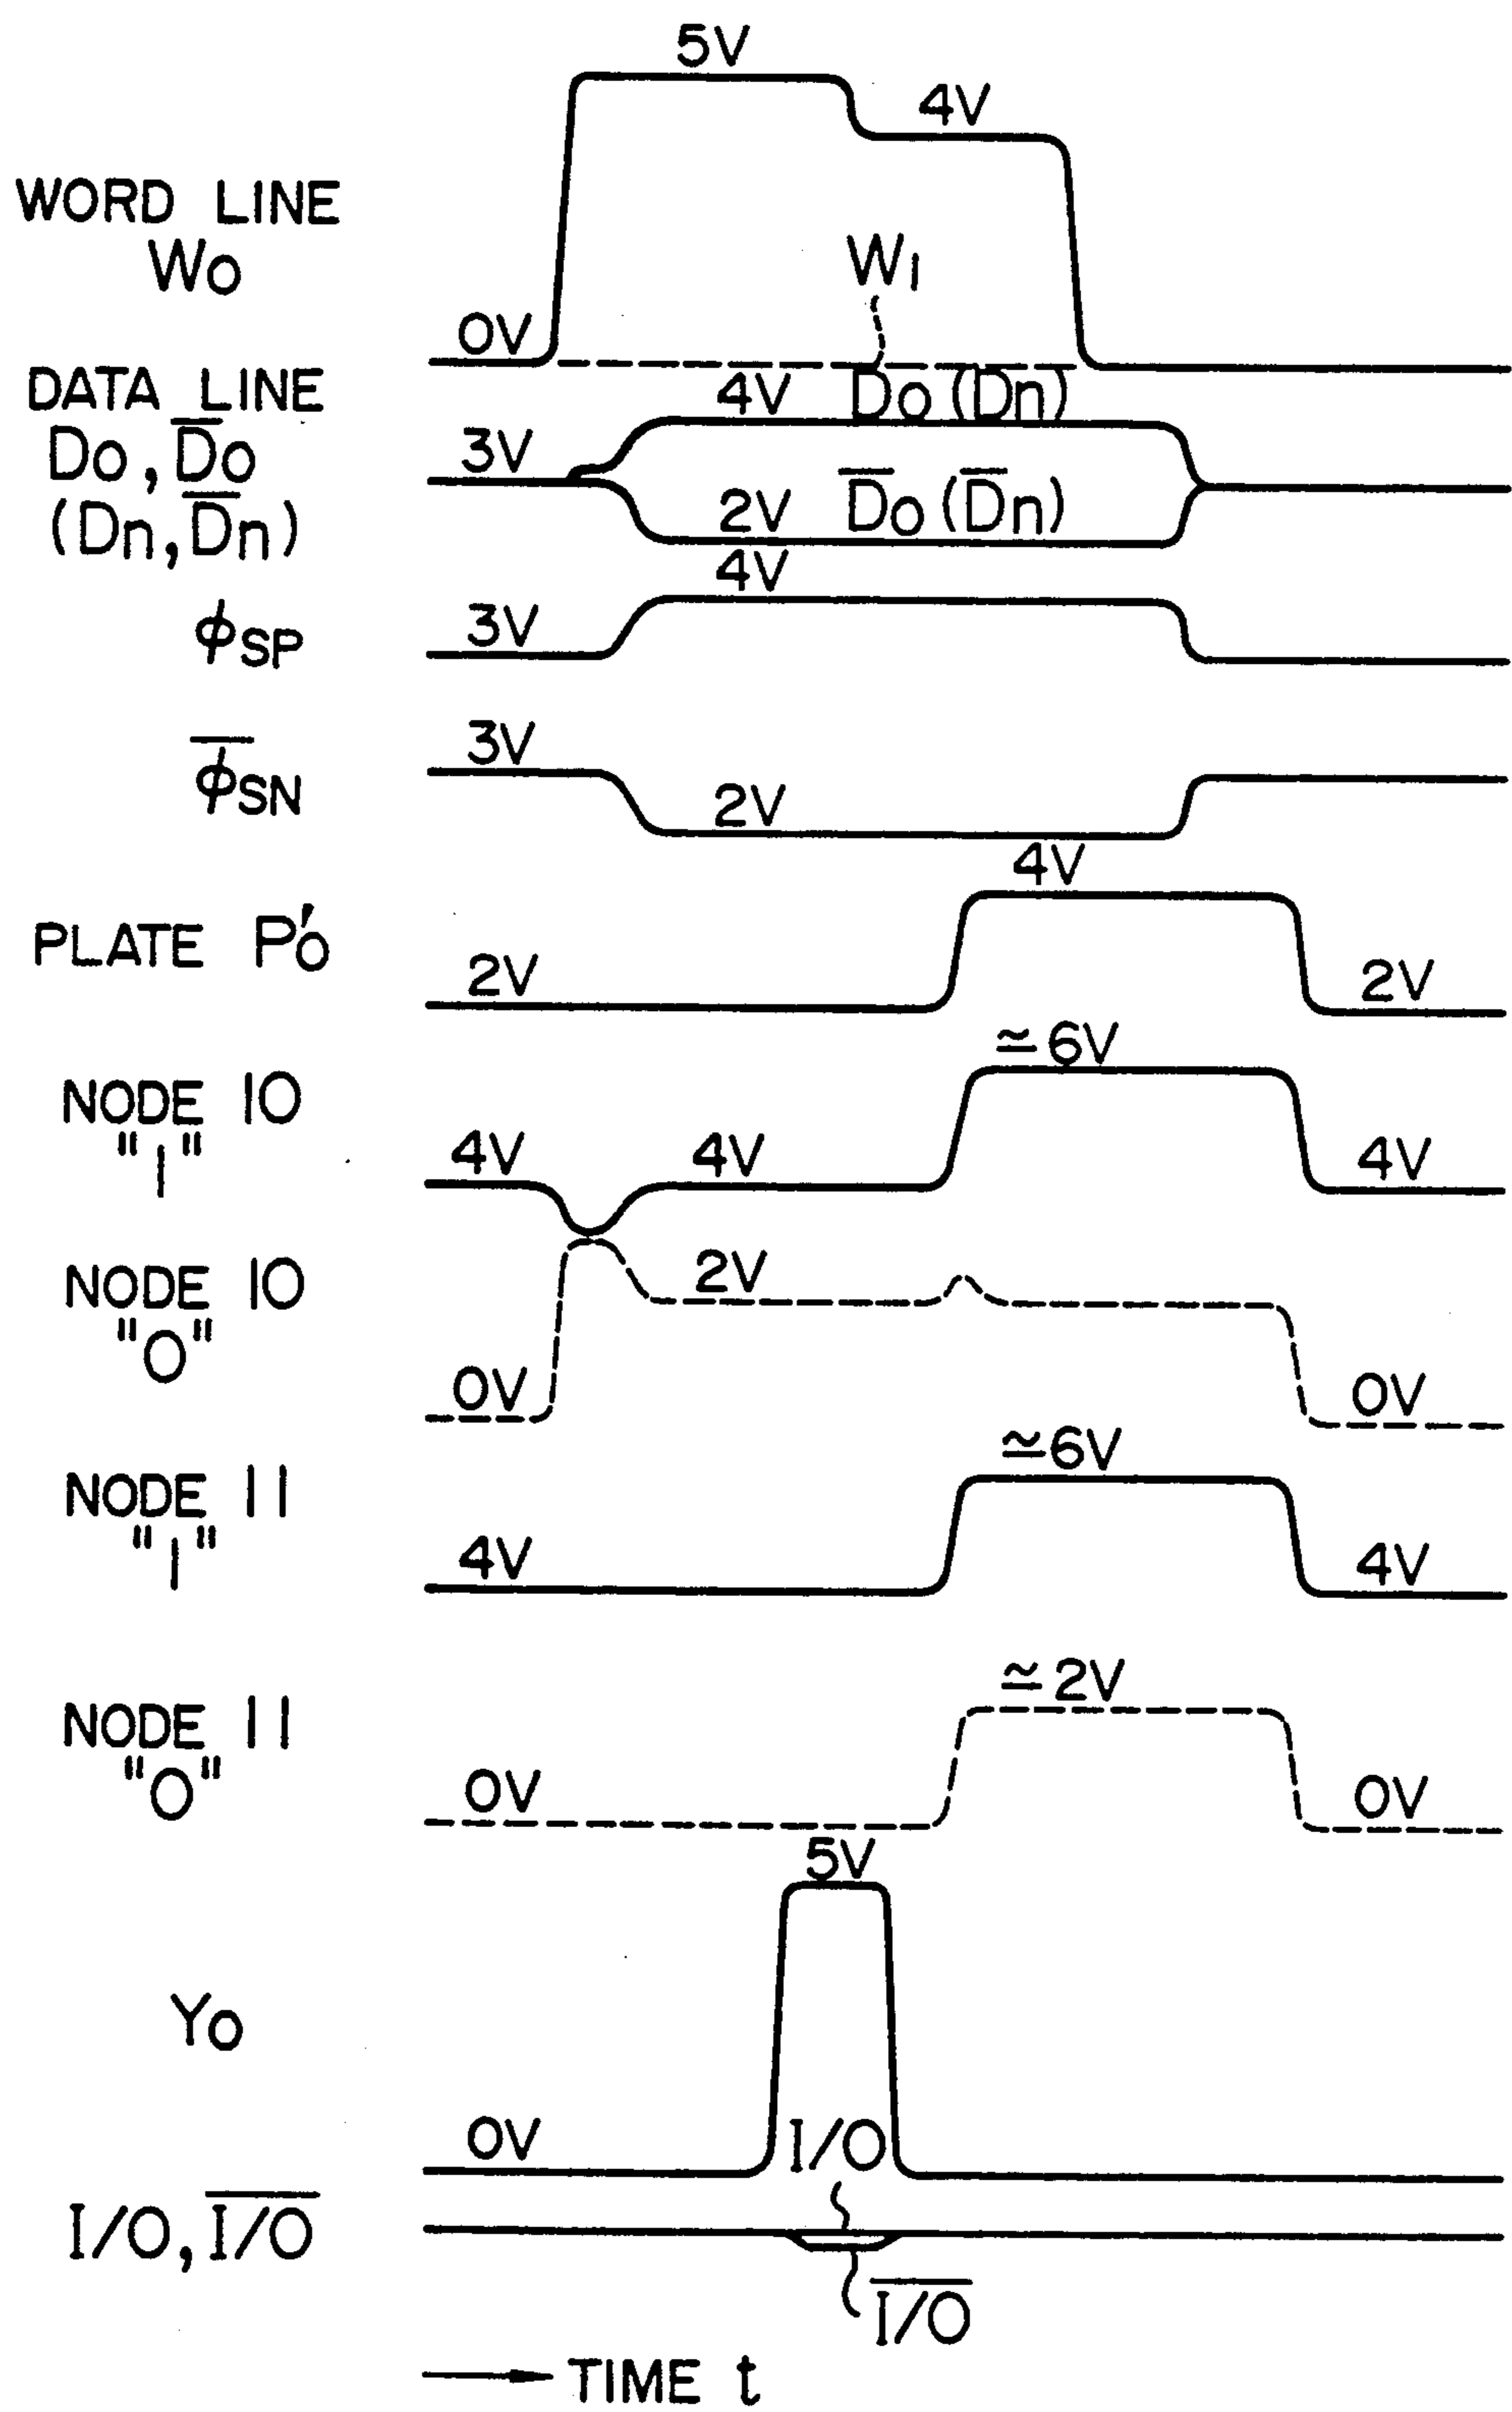 5V
4V
WORD LINE
W0
W1
0V
DATA LINE
4V D0 (D̅n)
D0, D̅0
3V
(Dn, D̅n)
2V D̅0 (D̅n)
4V
ϕSP
3V
3V
ϕ̅SN
2V
4V
PLATE P'0
2V
2V
≃6V
NODE 10
"1"
4V
4V
4V
NODE 10
"0"
2V
0V
0V
≃6V
NODE 11
"1"
4V
4V
≃2V
NODE 11
"0"
0V
0V
5V
Y0
0V
I/O
I/O, I̅/̅O̅
I̅/̅O̅
TIME t